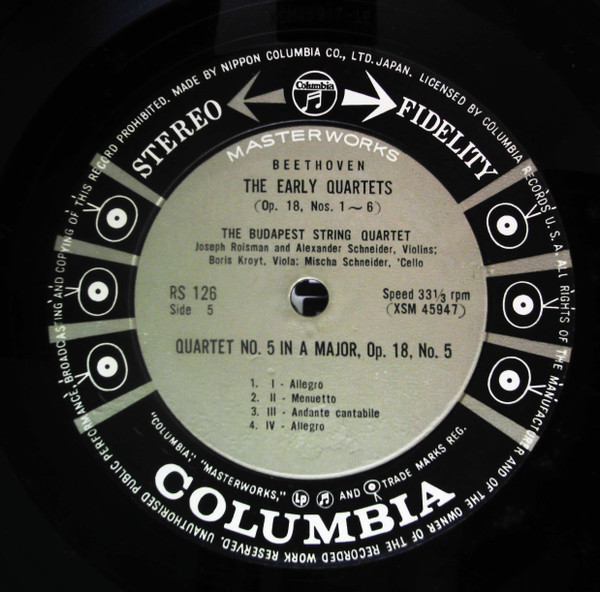 MADE BY NIPPON COLUMBIA CO., LTD. JAPAN. LICENSED BY COLUMBIA RECORDS U.S.A. ALL RIGHTS OF THE MANUFACTURER AND OF THE OWNER OF THE RECORDED WORK RESERVED. UNAUTHORISED PUBLIC PERFORMANCE, BROADCASTING AND COPYING OF THIS RECORD PROHIBITED.
STEREO
Columbia
FIDELITY
MASTERWORKS
BEETHOVEN
THE EARLY QUARTETS
(Op. 18, Nos. 1～6)
THE BUDAPEST STRING QUARTET
Joseph Roisman and Alexander Schneider, Violins;
Boris Kroyt, Viola; Mischa Schneider, 'Cello
RS 126
Side 5
Speed 33⅓ rpm
(XSM 45947)
QUARTET NO. 5 IN A MAJOR, Op. 18, No. 5
1. I - Allegro
2. II - Menuetto
3. III - Andante cantabile
4. IV - Allegro
"COLUMBIA," "MASTERWORKS," LP AND TRADE MARKS REG.
COLUMBIA